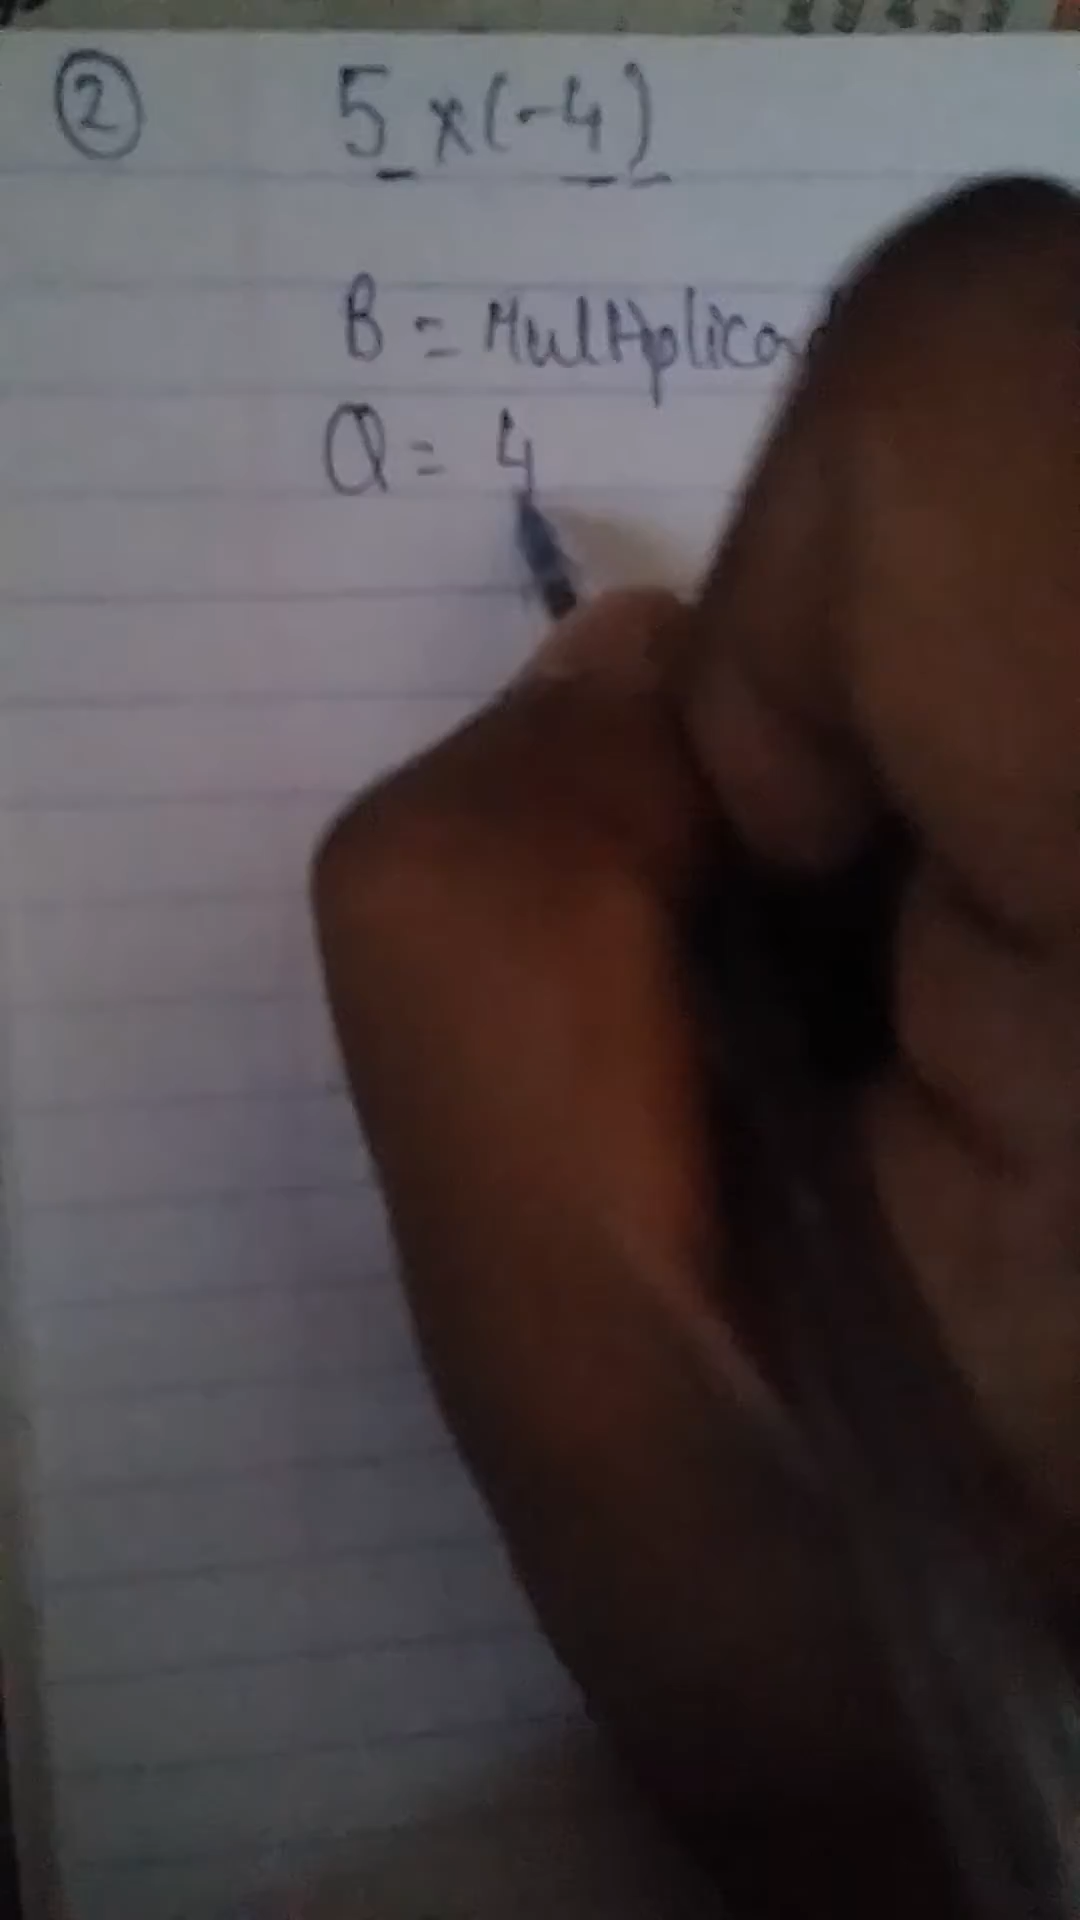 ② 5 x (-4)
B = Multiplica
Q = 4